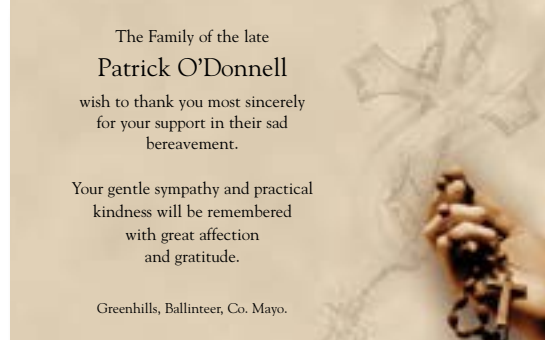 The Family of the late
Patrick O'Donnell
wish to thank you most sincerely
for your support in their sad
bereavement.
Your gentle sympathy and practical
kindness will be remembered
with great affection
and gratitude.
Greenhills, Ballinteer, Co. Mayo.